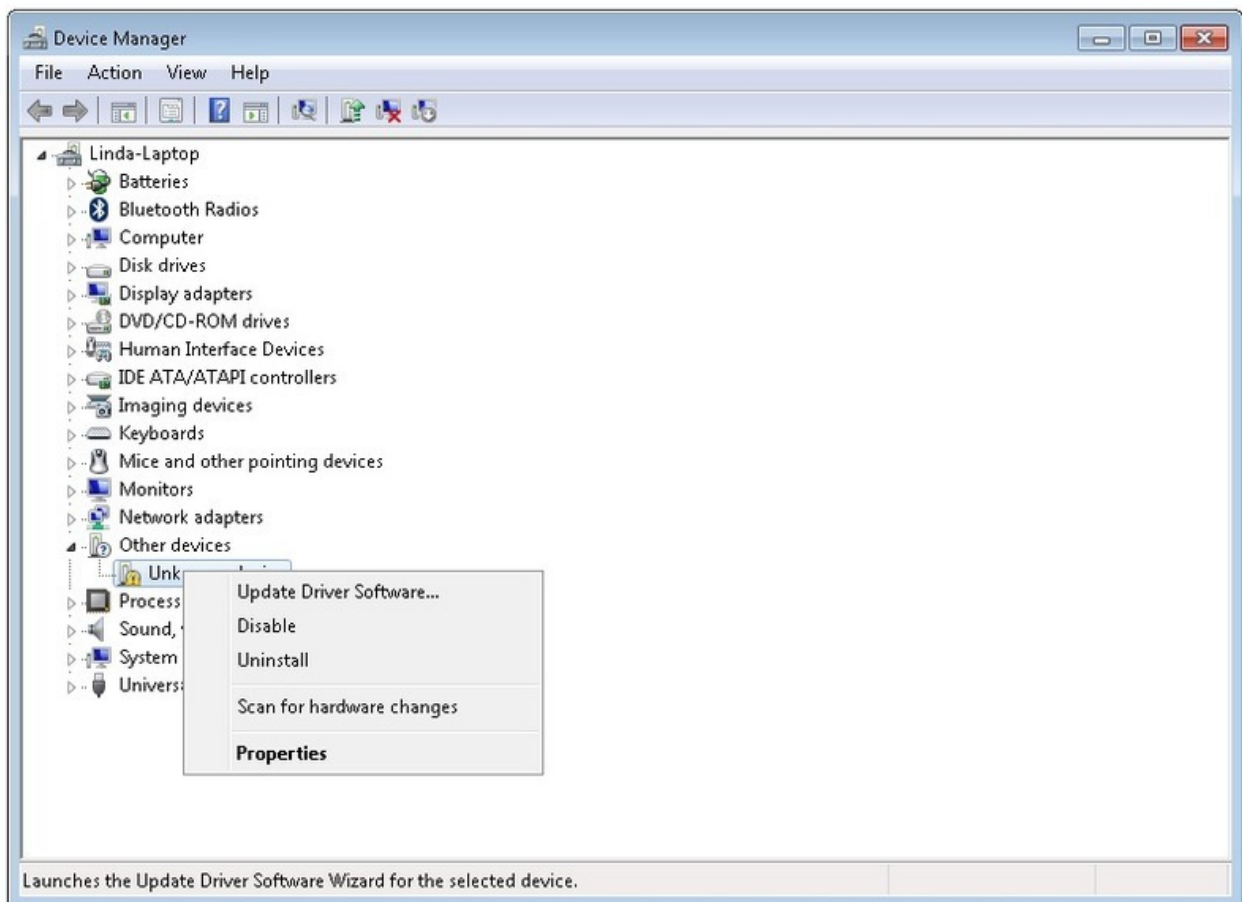 Device Manager
File Action View Help
Linda-Laptop
Batteries
Bluetooth Radios
Computer
Disk drives
Display adapters
DVD/CD-ROM drives
Human Interface Devices
IDE ATA/ATAPI controllers
Imaging devices
Keyboards
Mice and other pointing devices
Monitors
Network adapters
Other devices
Unk
Update Driver Software...
Process
Disable
Sound,
System
Uninstall
Univers
Scan for hardware changes
Properties
Launches the Update Driver Software Wizard for the selected device.